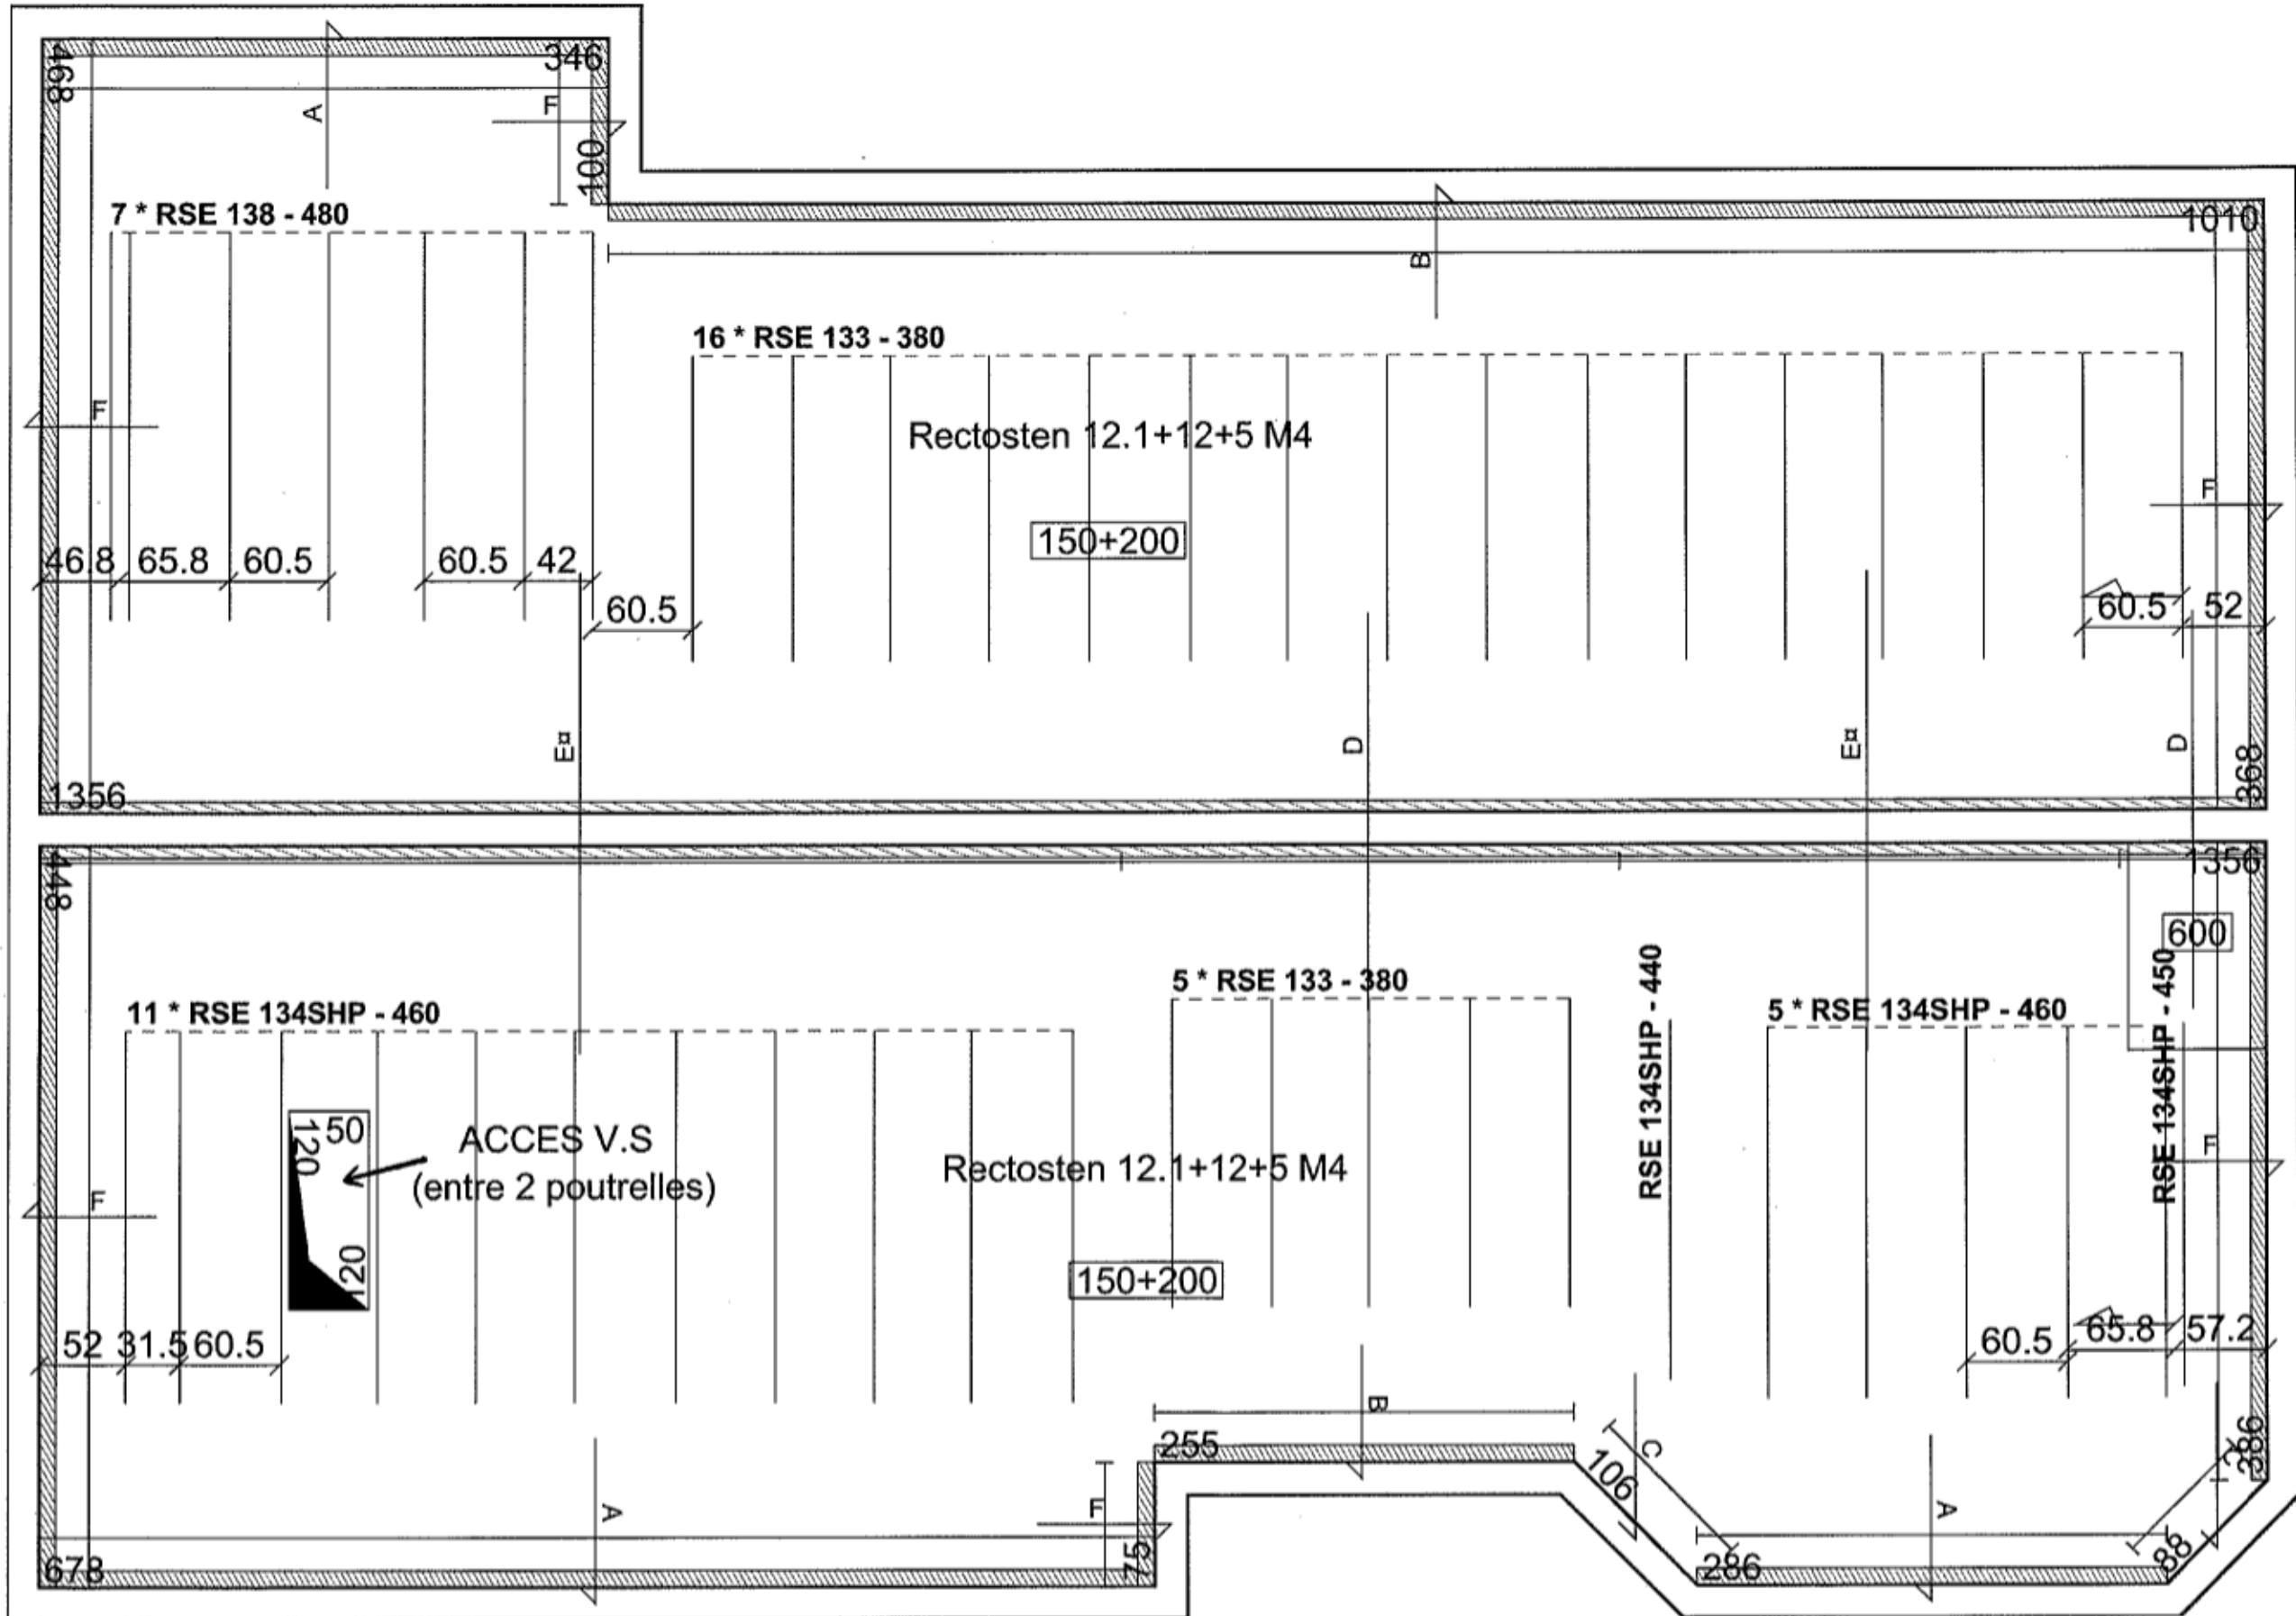 468
346
A
F
100
7 * RSE 138 - 480
1010
B
16 * RSE 133 - 380
F
Rectosten 12.1+12+5 M4
F
150+200
46.8 65.8 60.5 60.5 42
60.5
60.5 52
E¤
D
E¤
D
368
1356
448
1356
600
5 * RSE 133 - 380
RSE 134SHP - 440
RSE 134SHP - 450
11 * RSE 134SHP - 460
5 * RSE 134SHP - 460
50
120
ACCES V.S
(entre 2 poutrelles)
120
Rectosten 12.1+12+5 M4
F
F
150+200
52 31.5 60.5
60.5 65.8 57.2
B
255
106
C
386
A
F
A
678
75
286
88